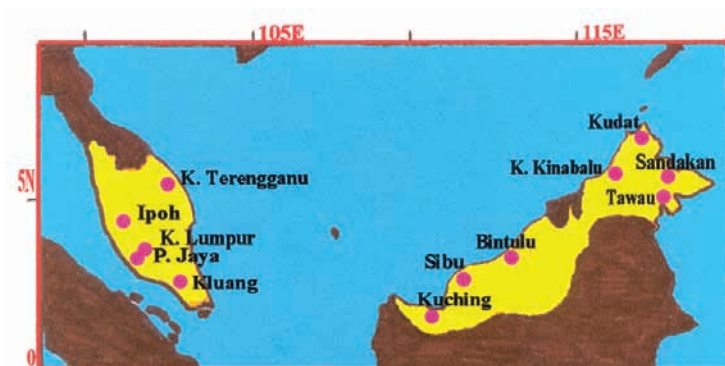 105E
115E
Kudat
K. Kinabalu
Sandakan
5N
K. Terengganu
Tawau
Ipoh
K. Lumpur
Bintulu
P. Jaya
Sibu
Kluang
Kuching
0